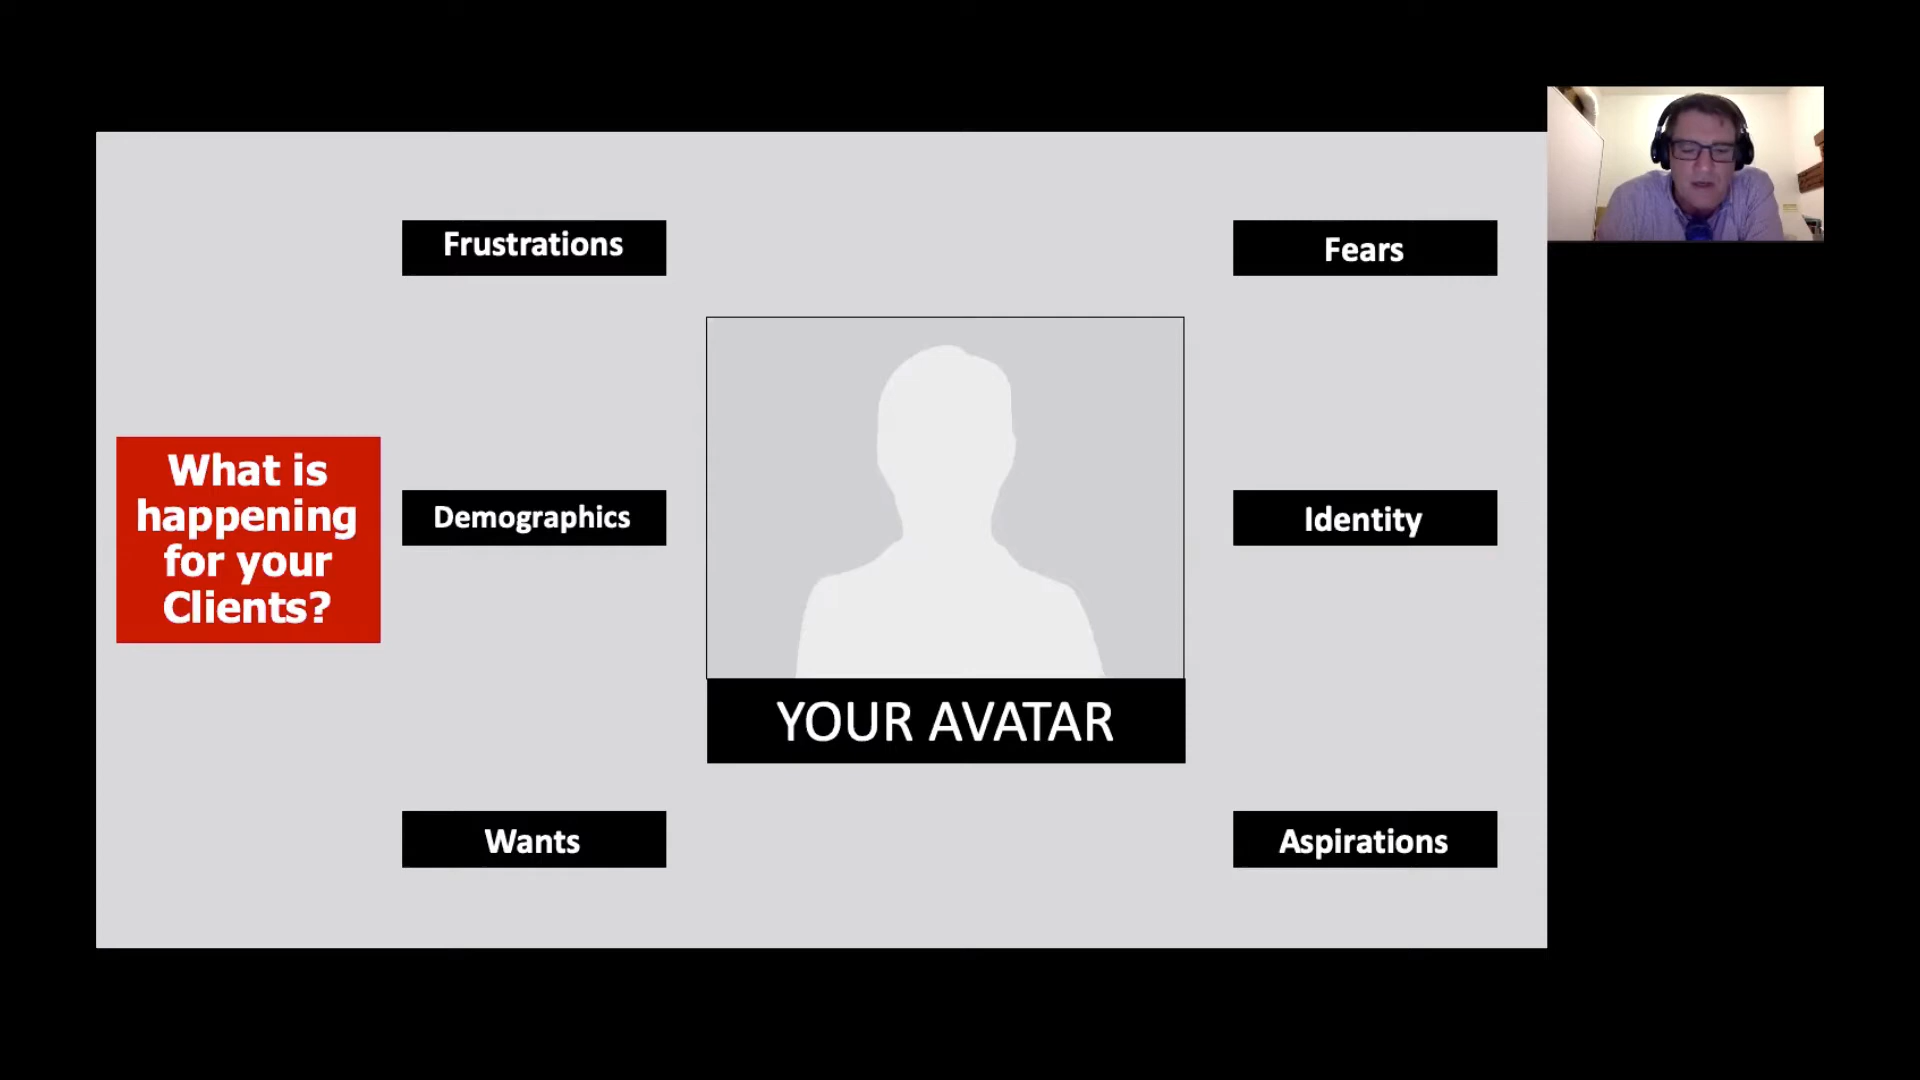 Frustrations
Fears
What is
happening
for your
Clients?
Demographics
Identity
YOUR AVATAR
Wants
Aspirations